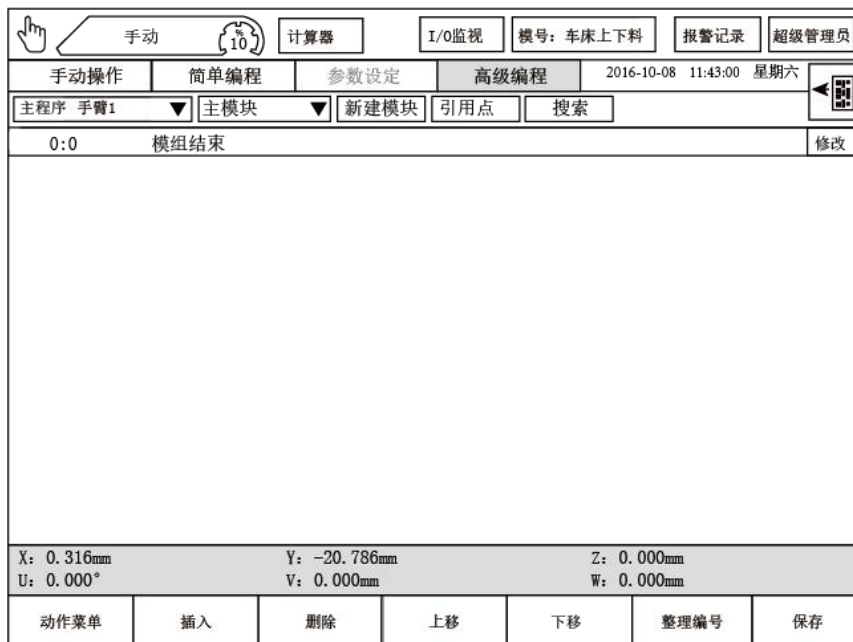 手动 % 10 计算器 I/O监视 模号：车床上下料 报警记录 超级管理员
手动操作 简单编程 参数设定 高级编程 2016-10-08 11:43:00 星期六
主程序 手臂1 主模块 新建模块 引用点 搜索
0:0 模组结束 修改
X: 0.316mm Y: -20.786mm Z: 0.000mm
U: 0.000° V: 0.000mm W: 0.000mm
动作菜单 插入 删除 上移 下移 整理编号 保存